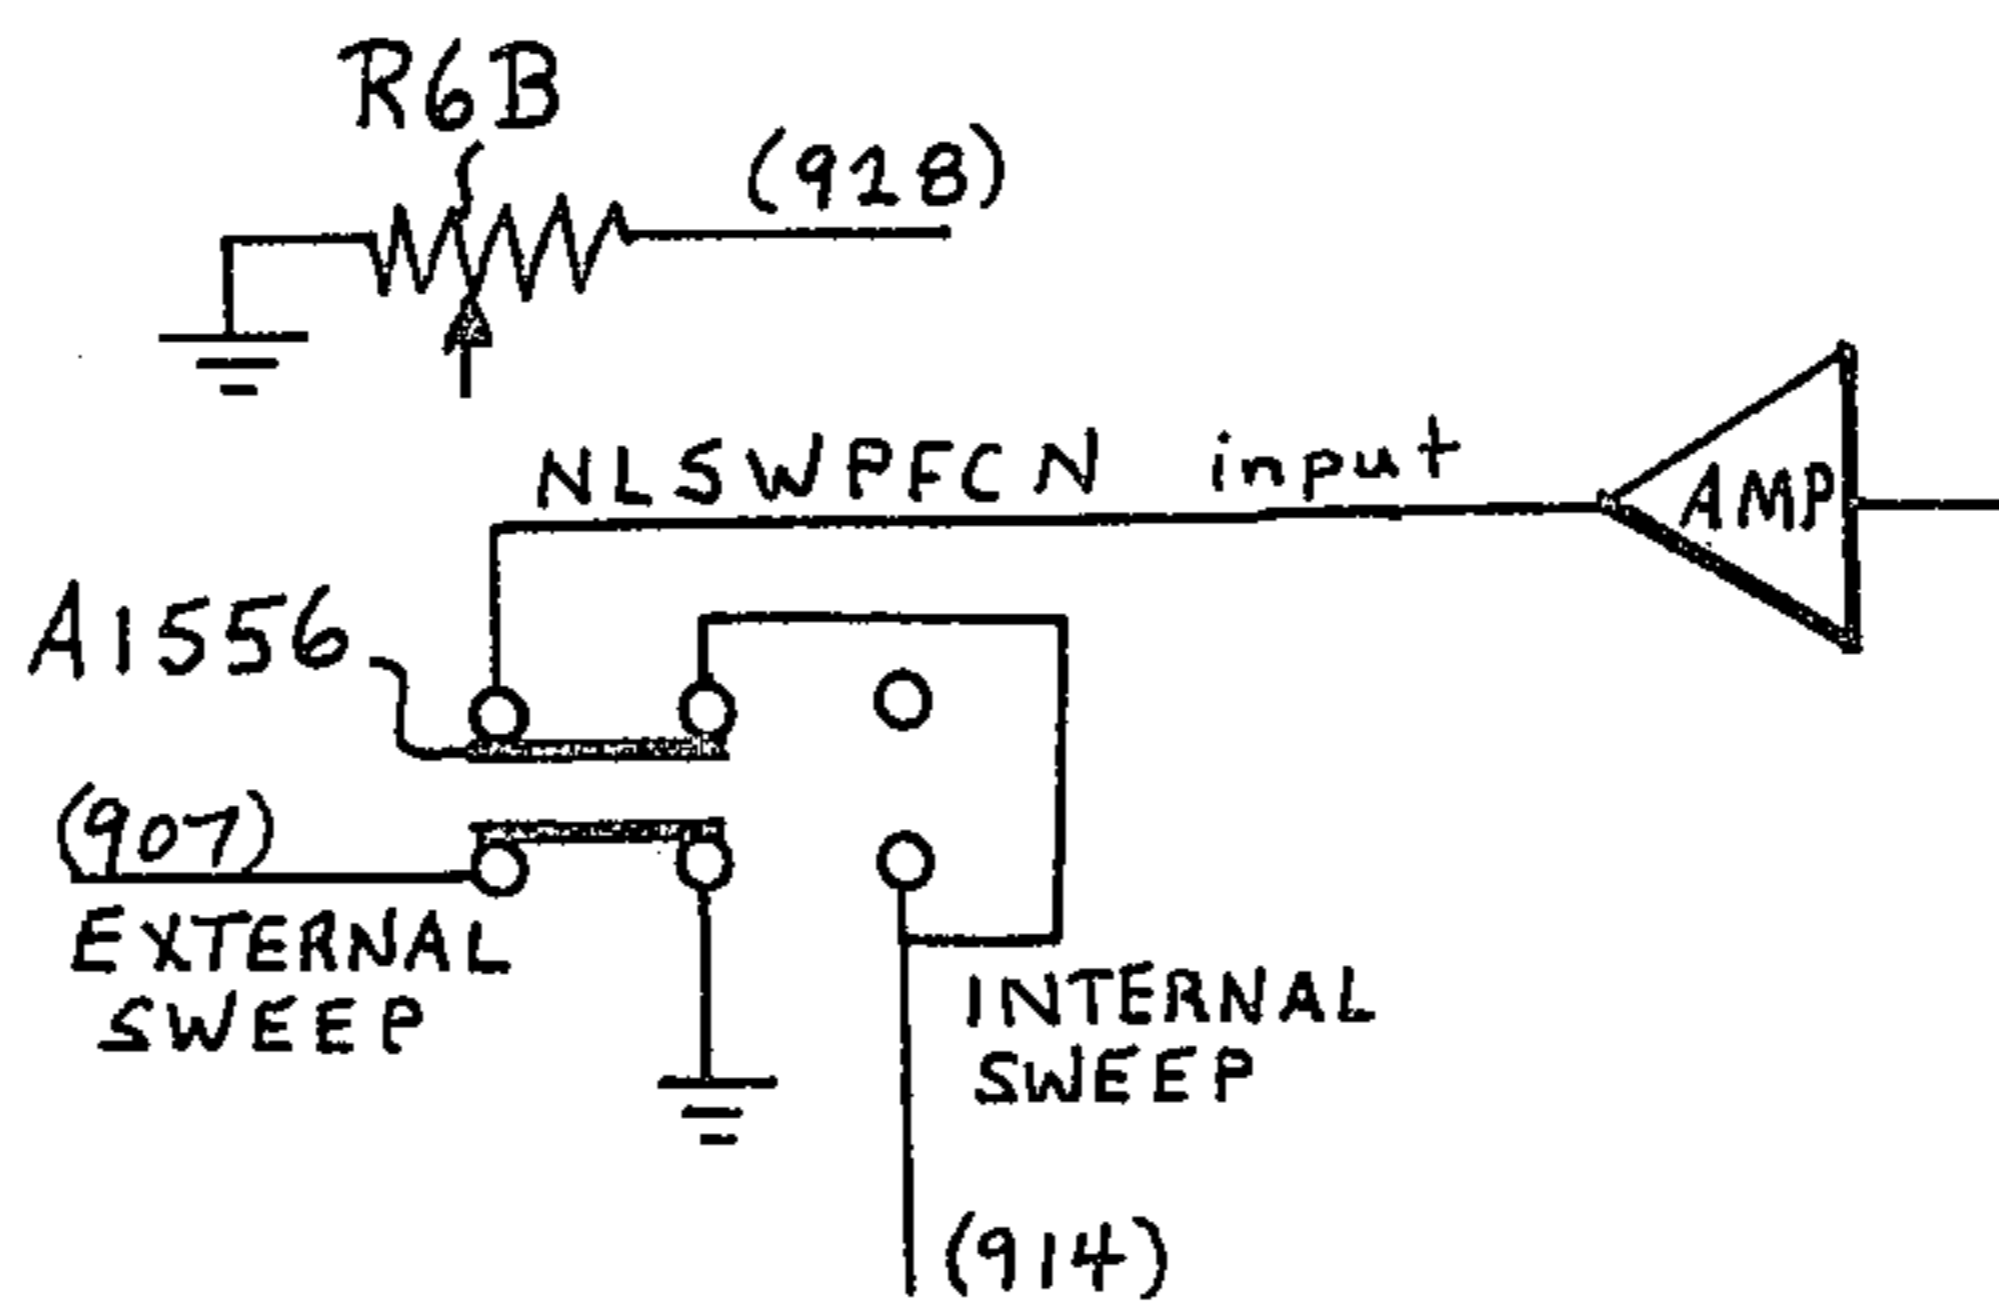 R6B
(928)
NLSWPFCN input
AMP
A1556
(907)
EXTERNAL
SWEEP
INTERNAL
SWEEP
(914)